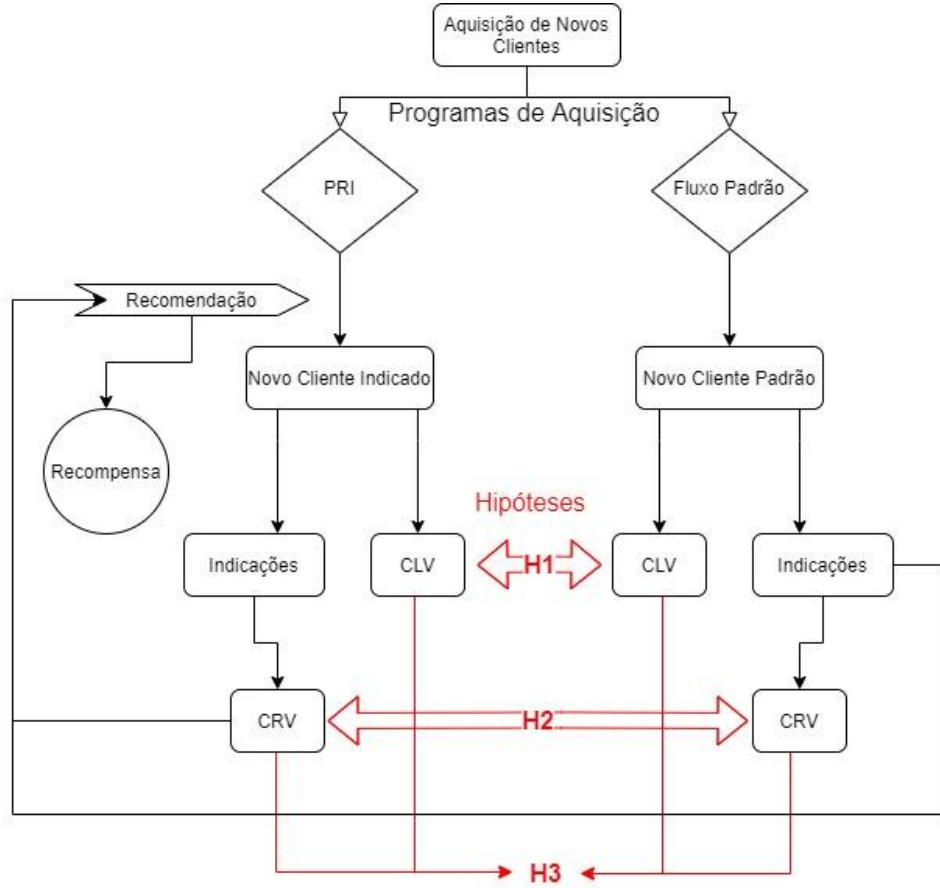 Aquisição de Novos
Clientes
Programas de Aquisição
PRI
Fluxo Padrão
Recomendação
Novo Cliente Indicado
Novo Cliente Padrão
Recompensa
Hipóteses
Indicações
CLV
H1
CLV
Indicações
CRV
H2
CRV
H3